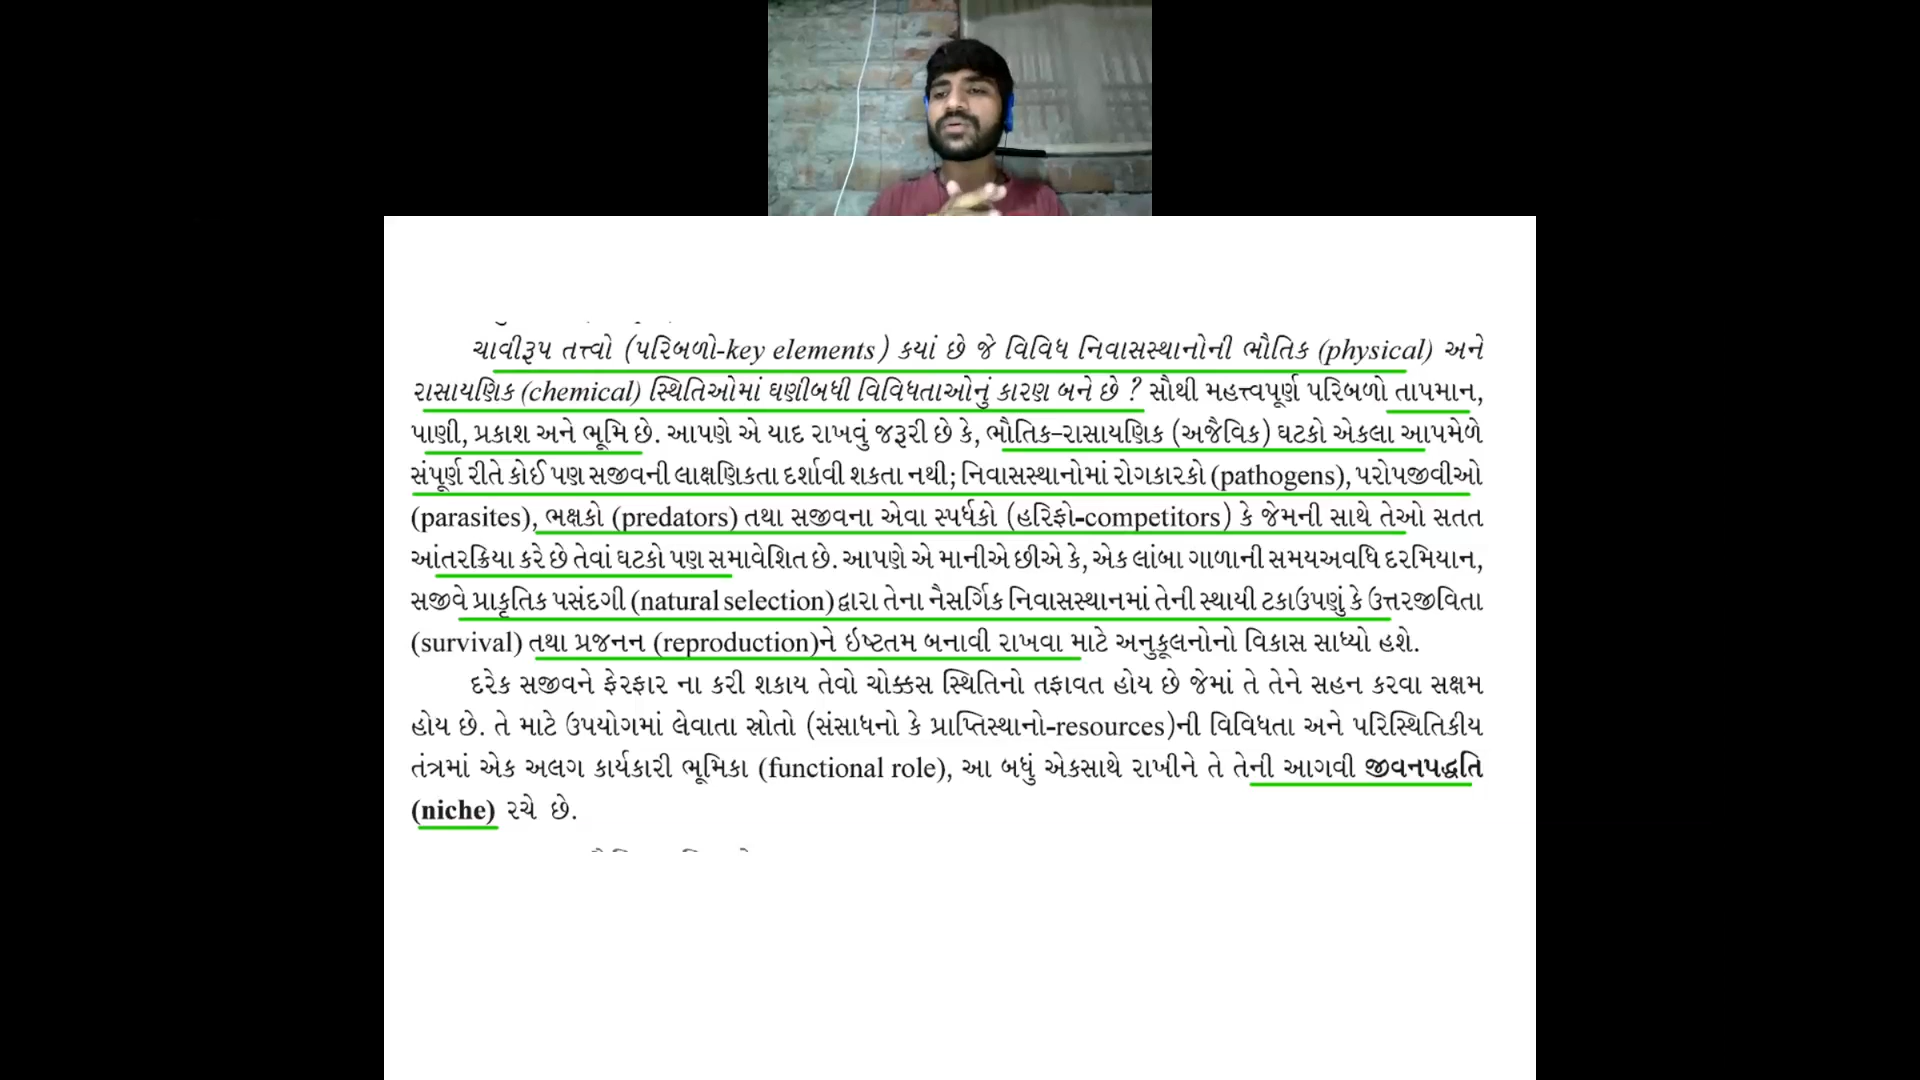 ચાવીરૂપ તત્ત્વો (પરિબળો-key elements) કયાં છે જે વિવિધ નિવાસસ્થાનોની ભૌતિક (physical) અને
રાસાયણિક (chemical) સ્થિતિઓમાં ઘણીબધી વિવિધતાઓનું કારણ બને છે ? સૌથી મહત્ત્વપૂર્ણ પરિબળો તાપમાન,
પાણી, પ્રકાશ અને ભૂમિ છે. આપણે એ યાદ રાખવું જરૂરી છે કે, ભૌતિક-રાસાયણિક (અજૈવિક) ઘટકો એકલા આપમેળે
સંપૂર્ણ રીતે કોઈ પણ સજીવની લાક્ષણિકતા દર્શાવી શકતા નથી; નિવાસસ્થાનોમાં રોગકારકો (pathogens), પરોપજીવીઓ
(parasites), ભક્ષકો (predators) તથા સજીવના એવા સ્પર્ધકો (હરિફો-competitors) કે જેમની સાથે તેઓ સતત
આંતરક્રિયા કરે છે તેવાં ઘટકો પણ સમાવેશિત છે. આપણે એ માનીએ છીએ કે, એક લાંબા ગાળાની સમયઅવધિ દરમિયાન,
સજીવે પ્રાકૃતિક પસંદગી (natural selection) દ્વારા તેના નૈસર્ગિક નિવાસસ્થાનમાં તેની સ્થાયી ટકાઉપણું કે ઉત્તરજીવિતા
(survival) તથા પ્રજનન (reproduction)ને ઇષ્ટતમ બનાવી રાખવા માટે અનુકૂલનોનો વિકાસ સાધ્યો હશે.
દરેક સજીવને ફેરફાર ના કરી શકાય તેવો ચોક્કસ સ્થિતિનો તફાવત હોય છે જેમાં તે તેને સહન કરવા સક્ષમ
હોય છે. તે માટે ઉપયોગમાં લેવાતા સ્રોતો (સંસાધનો કે પ્રાપ્તિસ્થાનો-resources)ની વિવિધતા અને પરિસ્થિતિકીય
તંત્રમાં એક અલગ કાર્યકારી ભૂમિકા (functional role), આ બધું એકસાથે રાખીને તે તેની આગવી જીવનપદ્ધતિ
(niche) રચે છે.